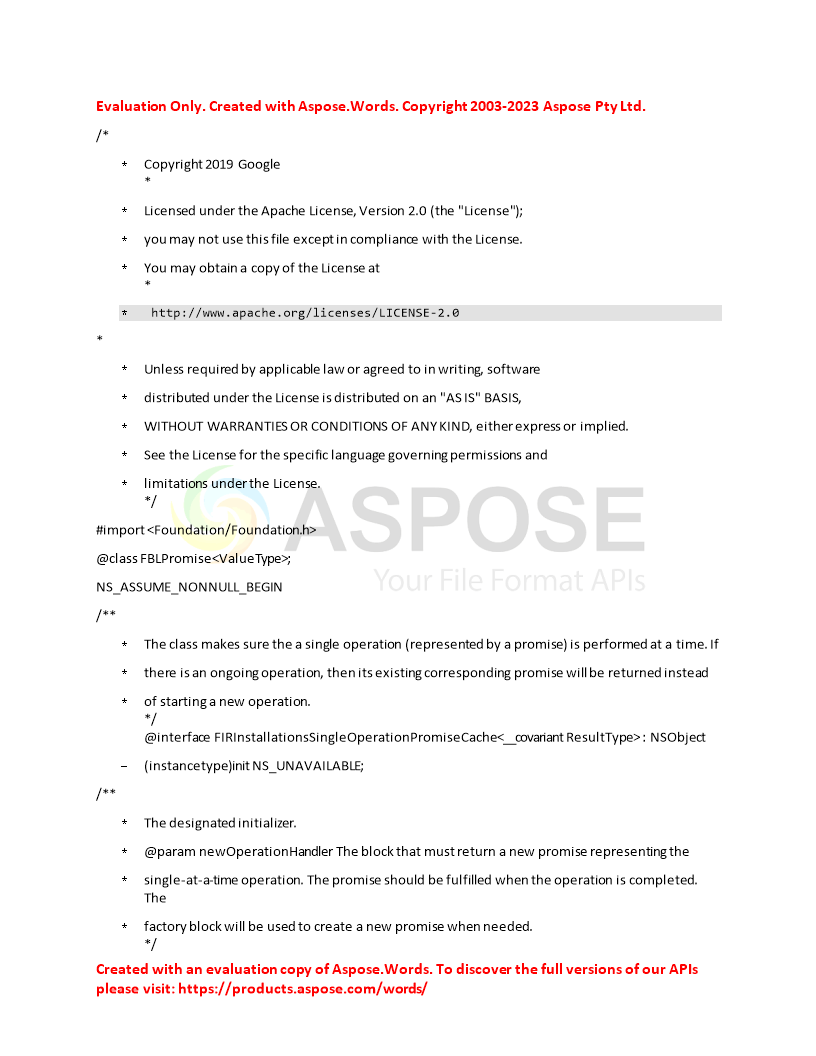 Evaluation Only. Created with Aspose.Words. Copyright 2003-2023 Aspose Pty Ltd.
/*
* Copyright 2019 Google
*
* Licensed under the Apache License, Version 2.0 (the "License");
* you may not use this file except in compliance with the License.
* You may obtain a copy of the License at
*
* http://www.apache.org/licenses/LICENSE-2.0
*
* Unless required by applicable law or agreed to in writing, software
* distributed under the License is distributed on an "AS IS" BASIS,
* WITHOUT WARRANTIES OR CONDITIONS OF ANY KIND, either express or implied.
* See the License for the specific language governing permissions and
* limitations under the License.
*/
ASPOSE
#import <Foundation/Foundation.h>
@class FBLPromise<ValueType>;
Your File Format APIs
NS_ASSUME_NONNULL_BEGIN
/**
* The class makes sure the a single operation (represented by a promise) is performed at a time. If
* there is an ongoing operation, then its existing corresponding promise will be returned instead
* of starting a new operation.
*/
@interface FIRInstallationsSingleOperationPromiseCache<__covariant ResultType> : NSObject
– (instancetype)init NS_UNAVAILABLE;
/**
* The designated initializer.
* @param newOperationHandler The block that must return a new promise representing the
* single-at-a-time operation. The promise should be fulfilled when the operation is completed.
The
* factory block will be used to create a new promise when needed.
*/
Created with an evaluation copy of Aspose.Words. To discover the full versions of our APIs
please visit: https://products.aspose.com/words/